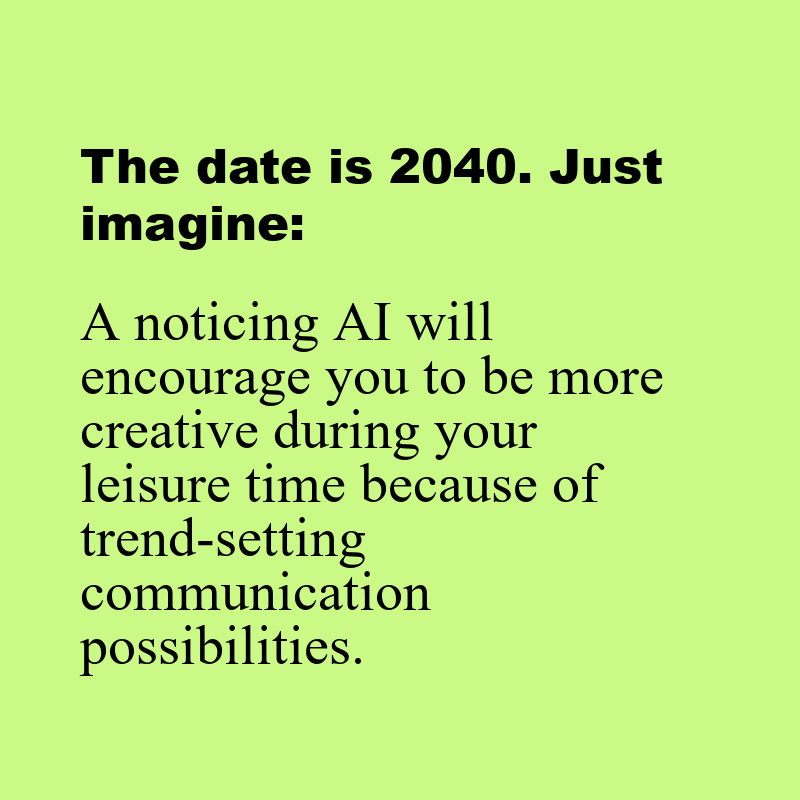 The date is 2040. Just
imagine:
A noticing AI will
encourage you to be more
creative during your
leisure time because of
trend-setting
communication
possibilities.